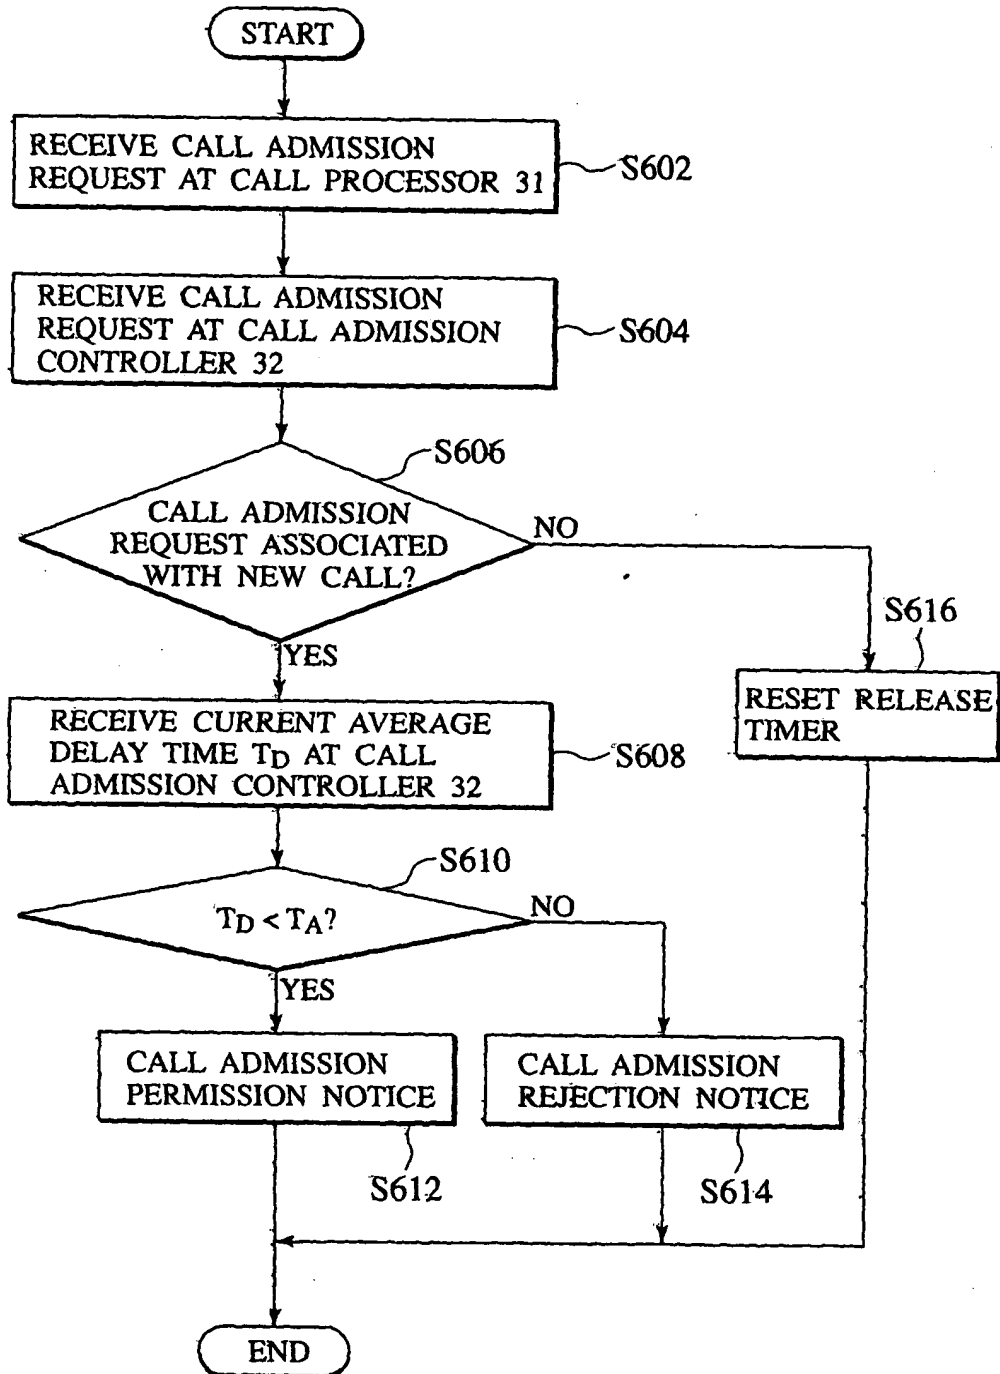 START
RECEIVE CALL ADMISSION
REQUEST AT CALL PROCESSOR 31
S602
RECEIVE CALL ADMISSION
REQUEST AT CALL ADMISSION
CONTROLLER 32
S604
S606
CALL ADMISSION
REQUEST ASSOCIATED
WITH NEW CALL?
NO
YES
S616
RESET RELEASE
TIMER
RECEIVE CURRENT AVERAGE
DELAY TIME TD AT CALL
ADMISSION CONTROLLER 32
S608
S610
TD < TA?
NO
YES
CALL ADMISSION
PERMISSION NOTICE
S612
CALL ADMISSION
REJECTION NOTICE
S614
END